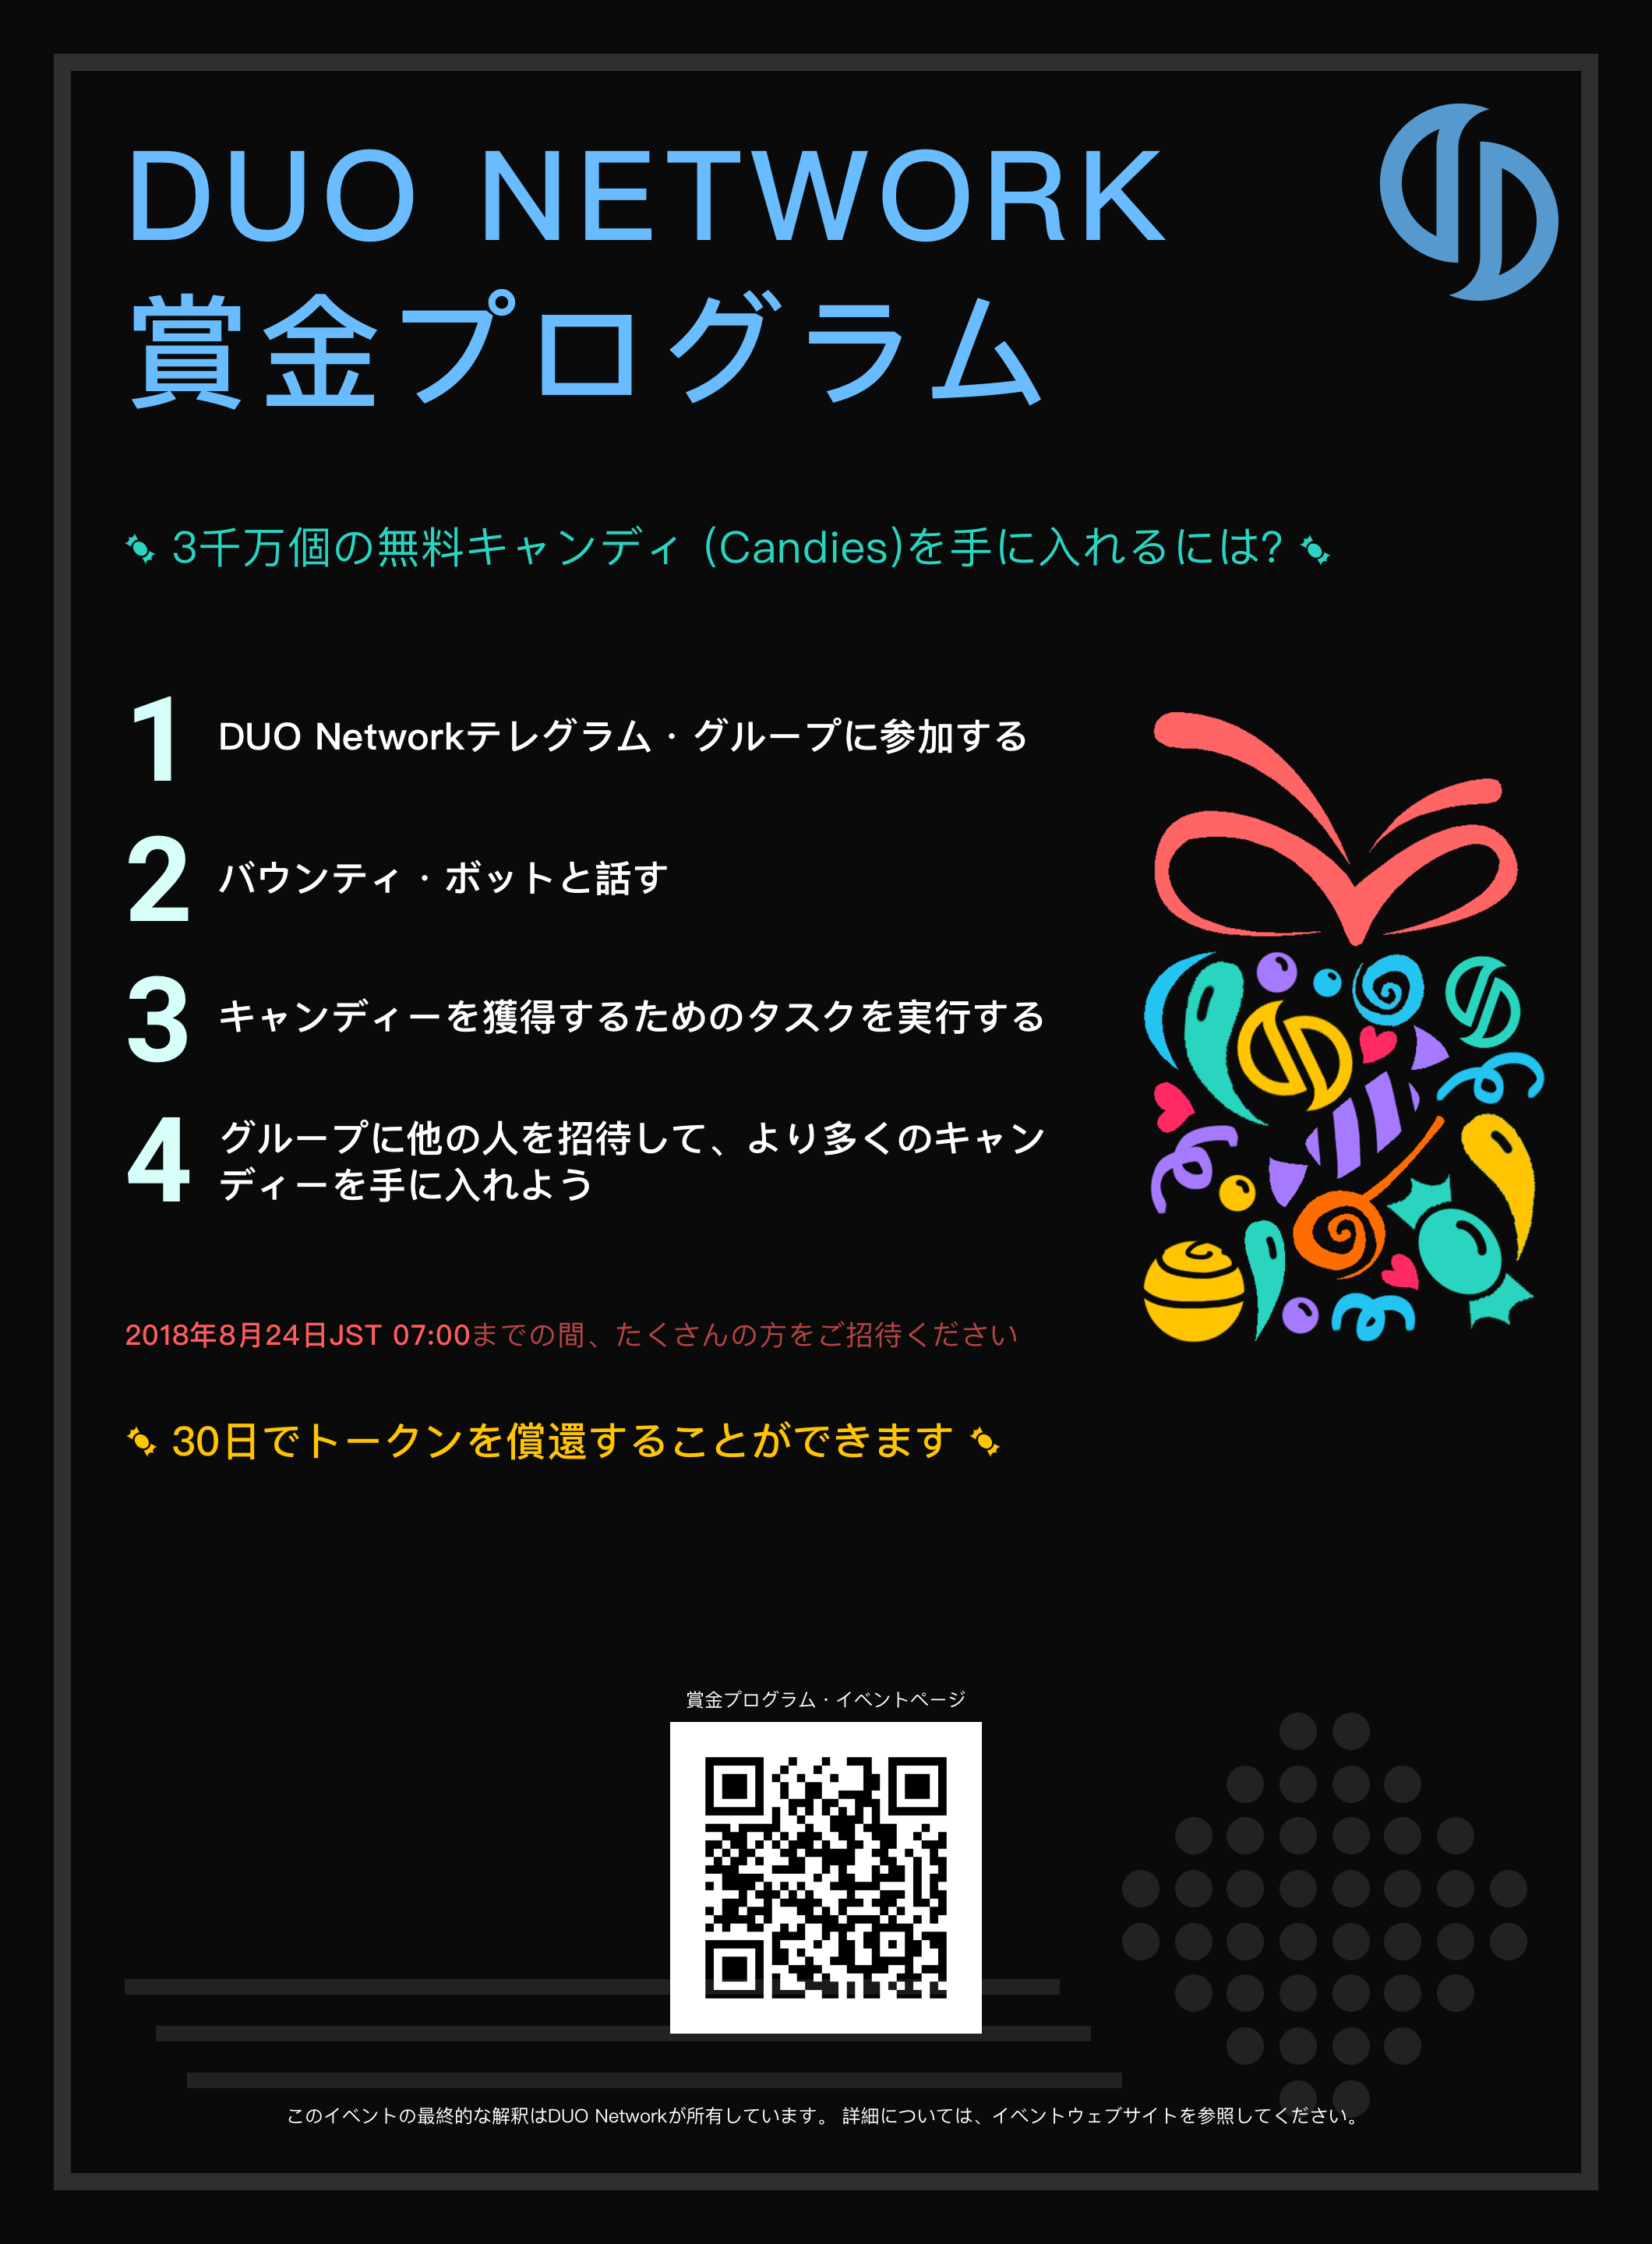 DUO NETWORK
賞金プログラム
3千万個の無料キャンディ (Candies)を手に入れるには?
1 DUO Networkテレグラム・グループに参加する
2 バウンティ・ボットと話す
3 キャンディーを獲得するためのタスクを実行する
4 グループに他の人を招待して、より多くのキャン
ディーを手に入れよう
2018年8月24日JST 07:00までの間、たくさんの方をご招待ください
30日でトークンを償還することができます
賞金プログラム・イベントページ
このイベントの最終的な解釈はDUO Networkが所有しています。 詳細については、イベントウェブサイトを参照してください。